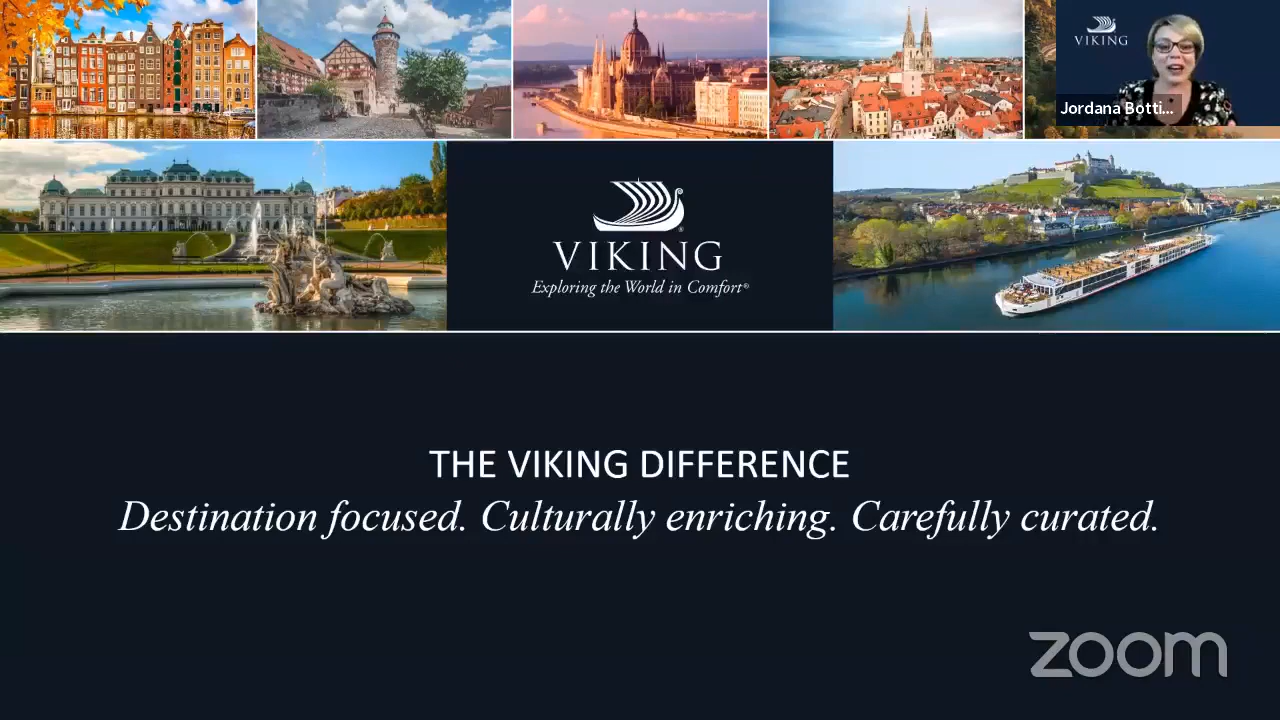 VIKING
Jordana Botti...
VIKING
Exploring the World in Comfort®
THE VIKING DIFFERENCE
Destination focused. Culturally enriching. Carefully curated.
zoom